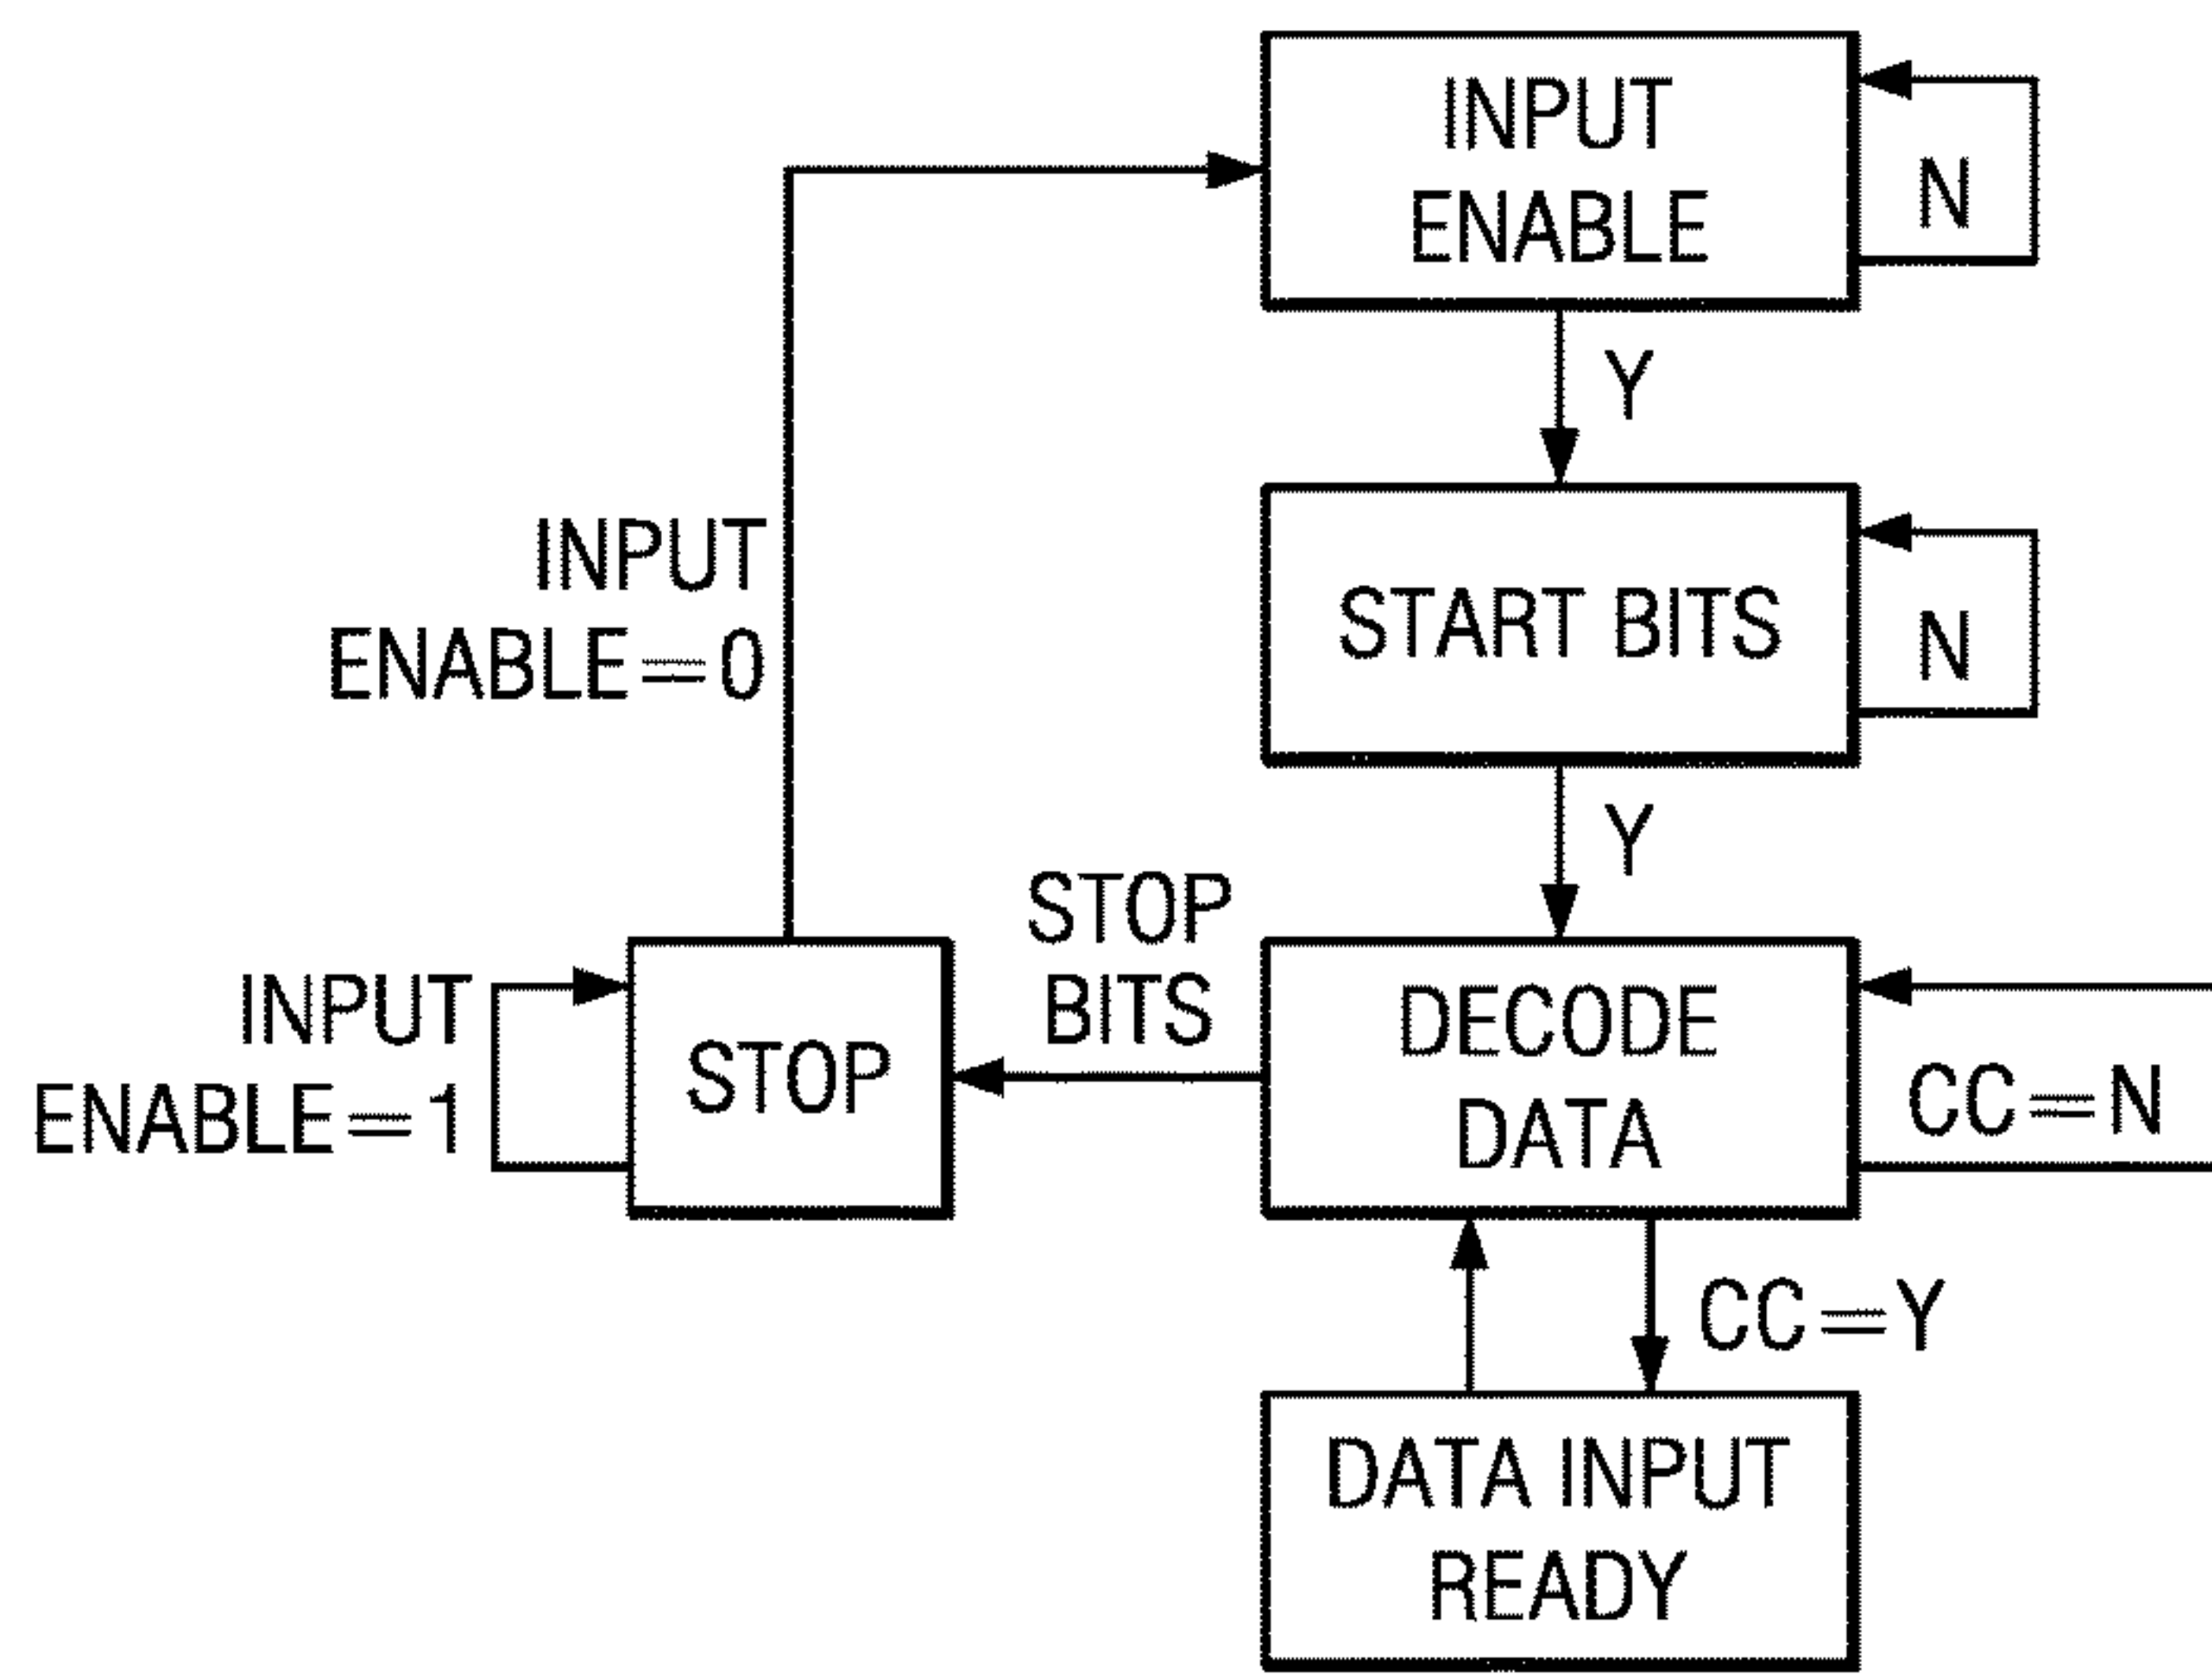 INPUT
ENABLE
N
Y
INPUT
ENABLE=0
START BITS
N
Y
STOP
BITS
INPUT
ENABLE=1
STOP
DECODE
DATA
CC=N
CC=Y
DATA INPUT
READY